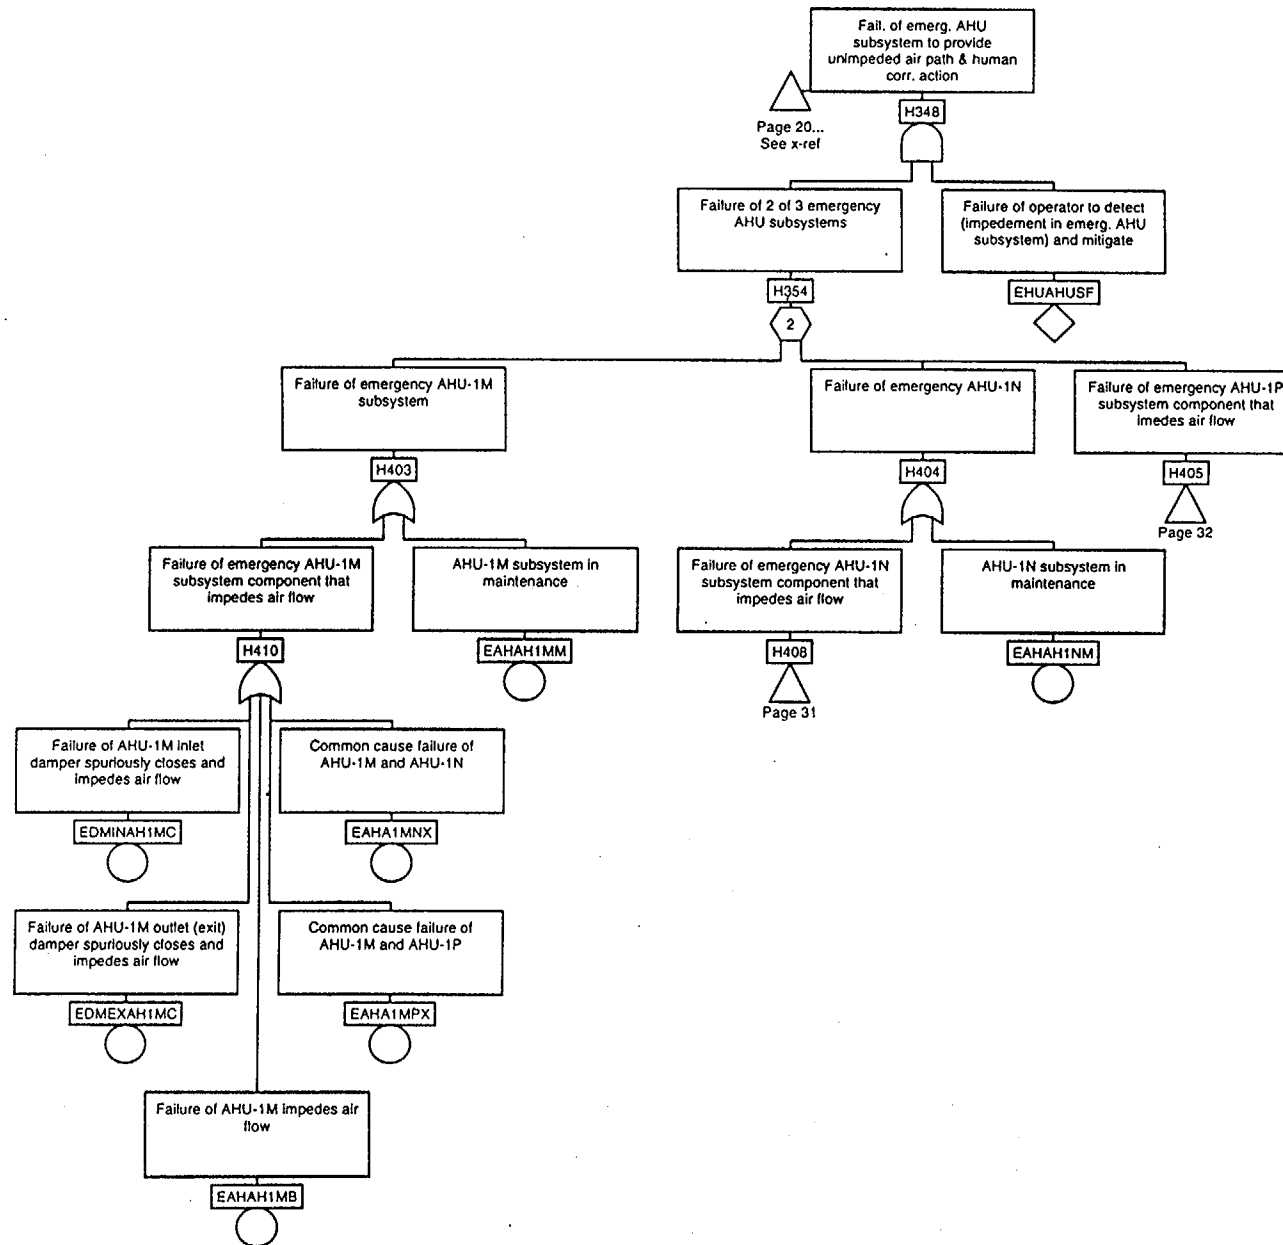 Fail. of emerg. AHU
subsystem to provide
unimpeded air path & human
corr. action
Page 20...
See x-ref
H348
Failure of 2 of 3 emergency
AHU subsystems
Failure of operator to detect
(impedement in emerg. AHU
subsystem) and mitigate
H354
EHUAHUSF
2
Failure of emergency AHU-1M
subsystem
Failure of emergency AHU-1N
Failure of emergency AHU-1P
subsystem component that
imedes air flow
H403
H404
H405
Page 32
Failure of emergency AHU-1M
subsystem component that
impedes air flow
AHU-1M subsystem in
maintenance
Failure of emergency AHU-1N
subsystem component that
impedes air flow
AHU-1N subsystem in
maintenance
H410
EAHAH1MM
H408
EAHAH1NM
Page 31
Failure of AHU-1M inlet
damper spuriously closes and
impedes air flow
Common cause failure of
AHU-1M and AHU-1N
EDMINAH1MC
EAHA1MNX
Failure of AHU-1M outlet (exit)
damper spuriously closes and
impedes air flow
Common cause failure of
AHU-1M and AHU-1P
EDMEXAH1MC
EAHA1MPX
Failure of AHU-1M impedes air
flow
EAHAH1MB